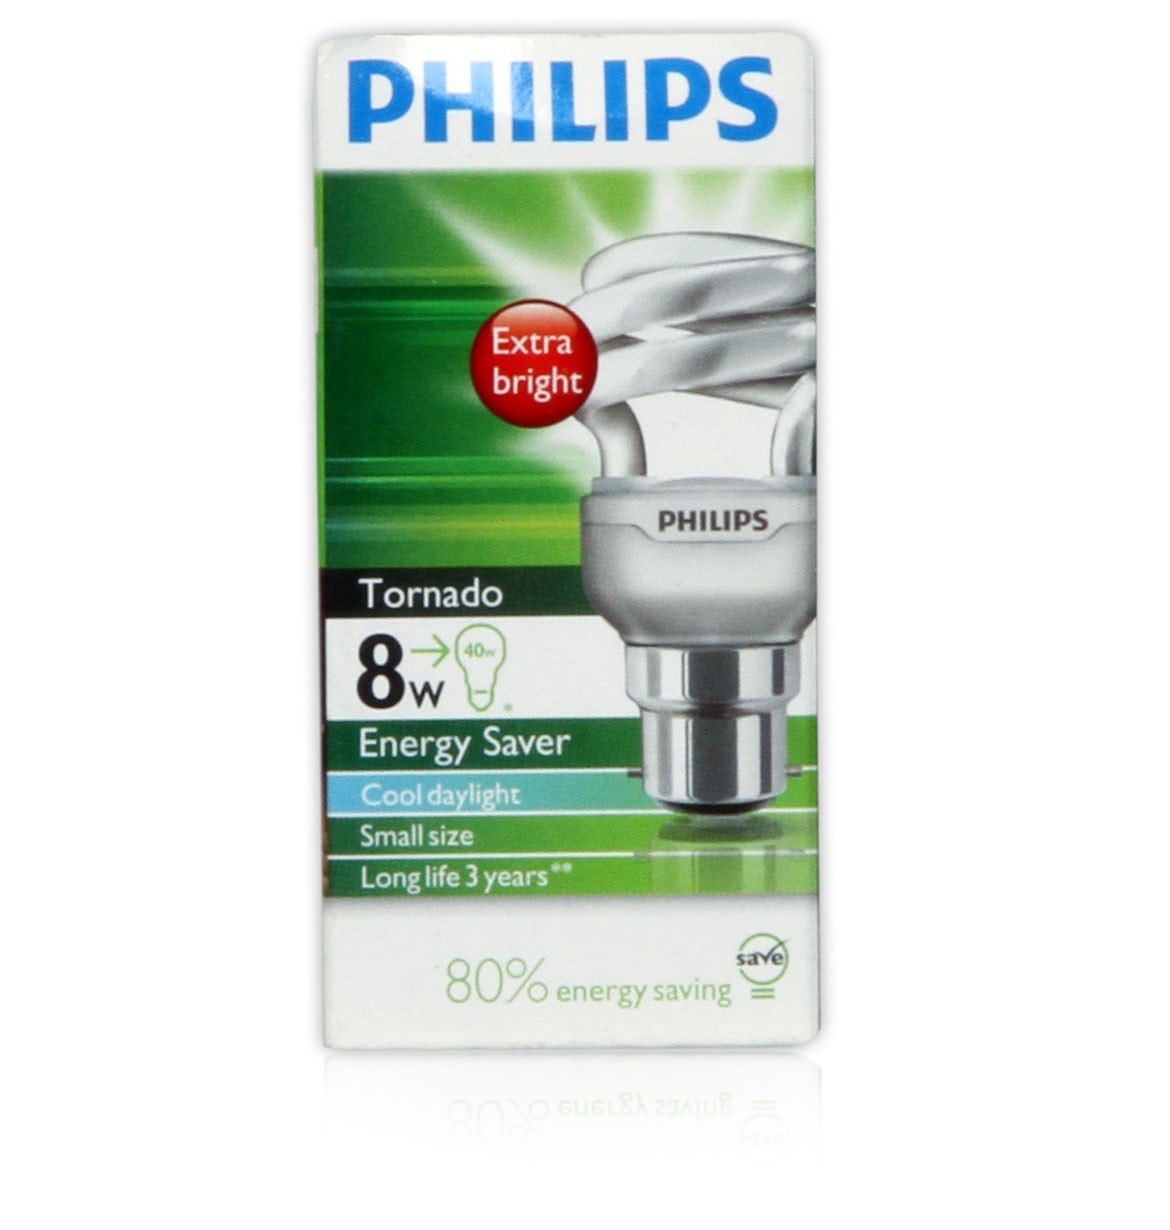 PHILIPS
Extra
bright
PHILIPS
Tornado
8w → 40w *
Energy Saver
Cool daylight
Small size
Long life 3 years**
save
80% energy saving